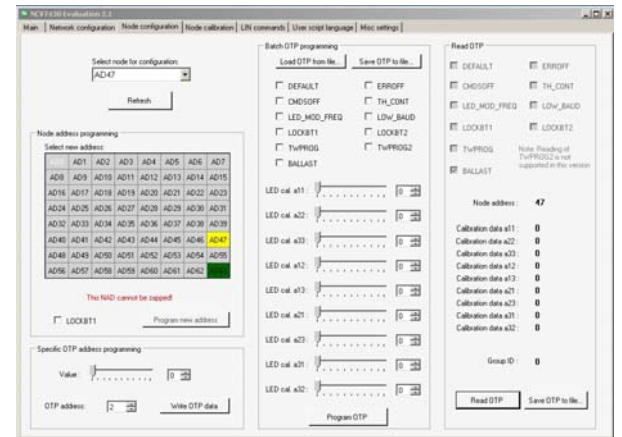 NCV7430 Evaluation 2.1
Main Network configuration Node configuration Node calibration LIN commands User script language Misc settings
Select node for configuration:
AD47
Refresh
Node address programming
Select new address:
AD1 AD2 AD3 AD4 AD5 AD6 AD7
AD8 AD9 AD10 AD11 AD12 AD13 AD14 AD15
AD16 AD17 AD18 AD19 AD20 AD21 AD22 AD23
AD24 AD25 AD26 AD27 AD28 AD29 AD30 AD31
AD32 AD33 AD34 AD35 AD36 AD37 AD38 AD39
AD40 AD41 AD42 AD43 AD44 AD45 AD46 AD47
AD48 AD49 AD50 AD51 AD52 AD53 AD54 AD55
AD56 AD57 AD58 AD59 AD60 AD61 AD62
This NAD cannot be zapped!
LOCKBT1
Program new address
Specific OTP address programming
Value: 0
OTP address: 2
Write OTP data
Batch OTP programming
Load OTP from file... Save OTP to file...
DEFAULT ERROFF
CMDSOFF TH_CONT
LED_MOD_FREQ LOW_BAUD
LOCKBT1 LOCKBT2
TWPROG TWPROG2
BALLAST
LED cal. a11: 0
LED cal. a22: 0
LED cal. a33: 0
LED cal. a12: 0
LED cal. a13: 0
LED cal. a21: 0
LED cal. a23: 0
LED cal. a31: 0
LED cal. a32: 0
Program OTP
Read OTP
DEFAULT ERROFF
CMDSOFF TH_CONT
LED_MOD_FREQ LOW_BAUD
LOCKBT1 LOCKBT2
TWPROG
Note: Reading of
TWPROG2 is not
supported in this version
BALLAST
Node address: 47
Calibration data a11: 0
Calibration data a22: 0
Calibration data a33: 0
Calibration data a12: 0
Calibration data a13: 0
Calibration data a21: 0
Calibration data a23: 0
Calibration data a31: 0
Calibration data a32: 0
Group ID: 0
Read OTP Save OTP to file...